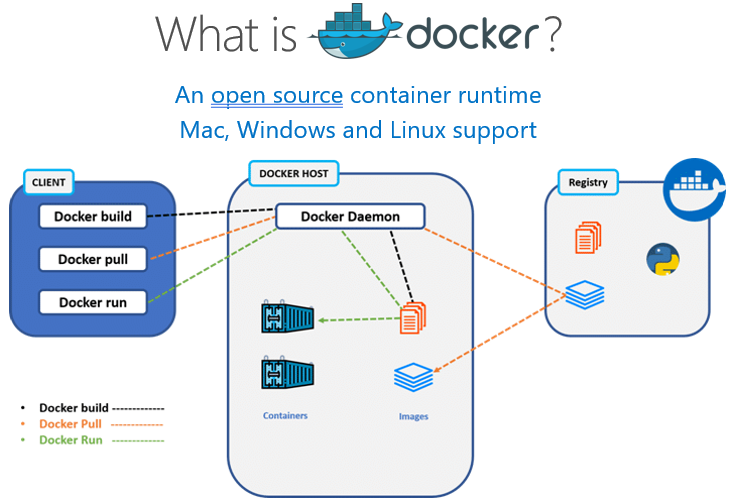 What is docker?
An open source container runtime
Mac, Windows and Linux support
CLIENT
Docker build
Docker pull
Docker run
DOCKER HOST
Docker Daemon
Containers
Images
Registry
• Docker build -------------
• Docker Pull -------------
• Docker Run -------------